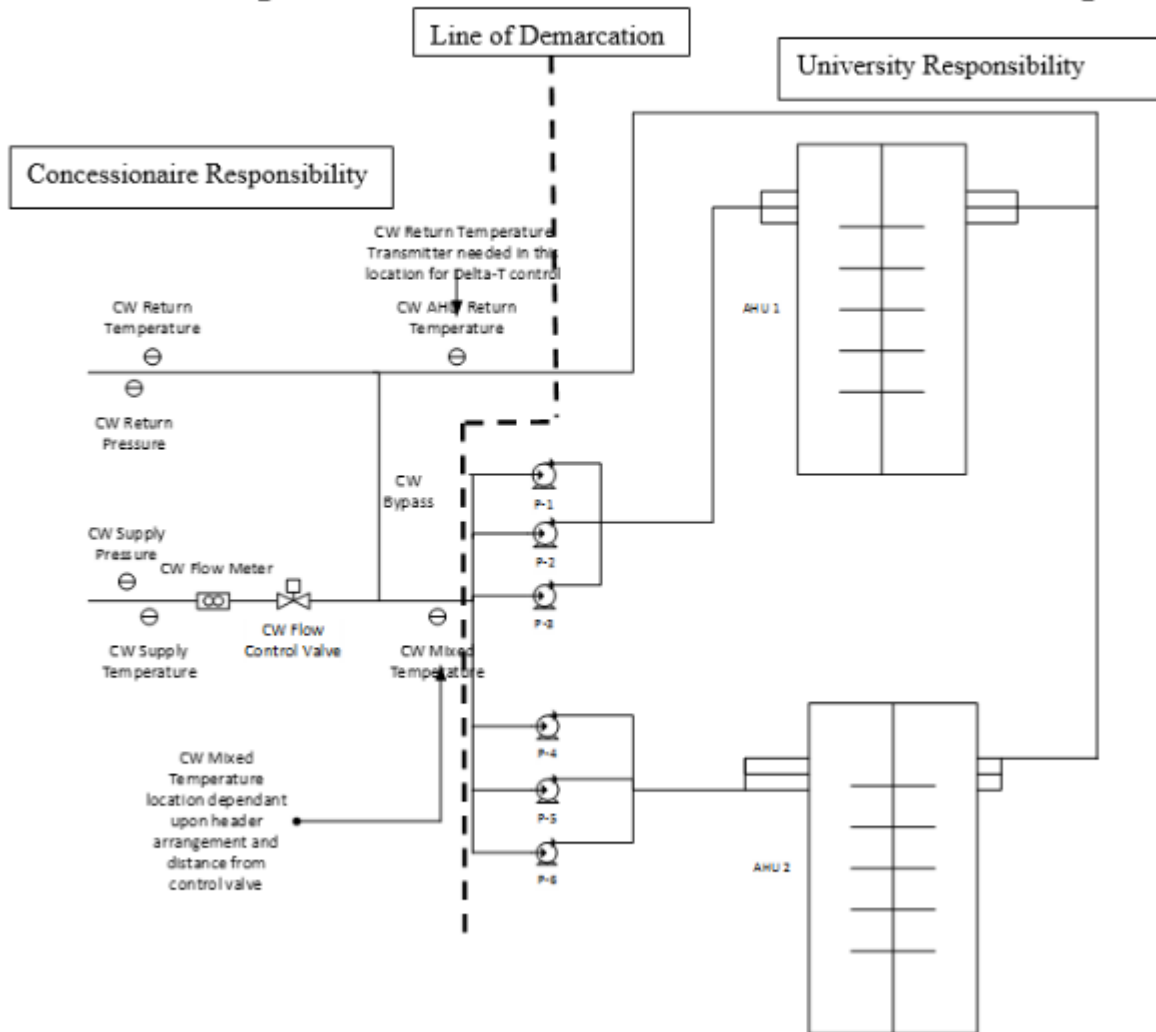 Line of Demarcation
University Responsibility
Concessionaire Responsibility
CW Return Temperature
Transmitter needed in this
location for Delta-T control
CW Return
Temperature
CW AHU Return
Temperature
AHU 1
CW Return
Pressure
CW
Bypass
P-1
CW Supply
Pressure
CW Flow Meter
P-2
P-3
CW Supply
Temperature
CW Flow
Control Valve
CW Mixed
Temperature
CW Mixed
Temperature
location dependant
upon header
arrangement and
distance from
control valve
P-4
P-5
P-6
AHU 2